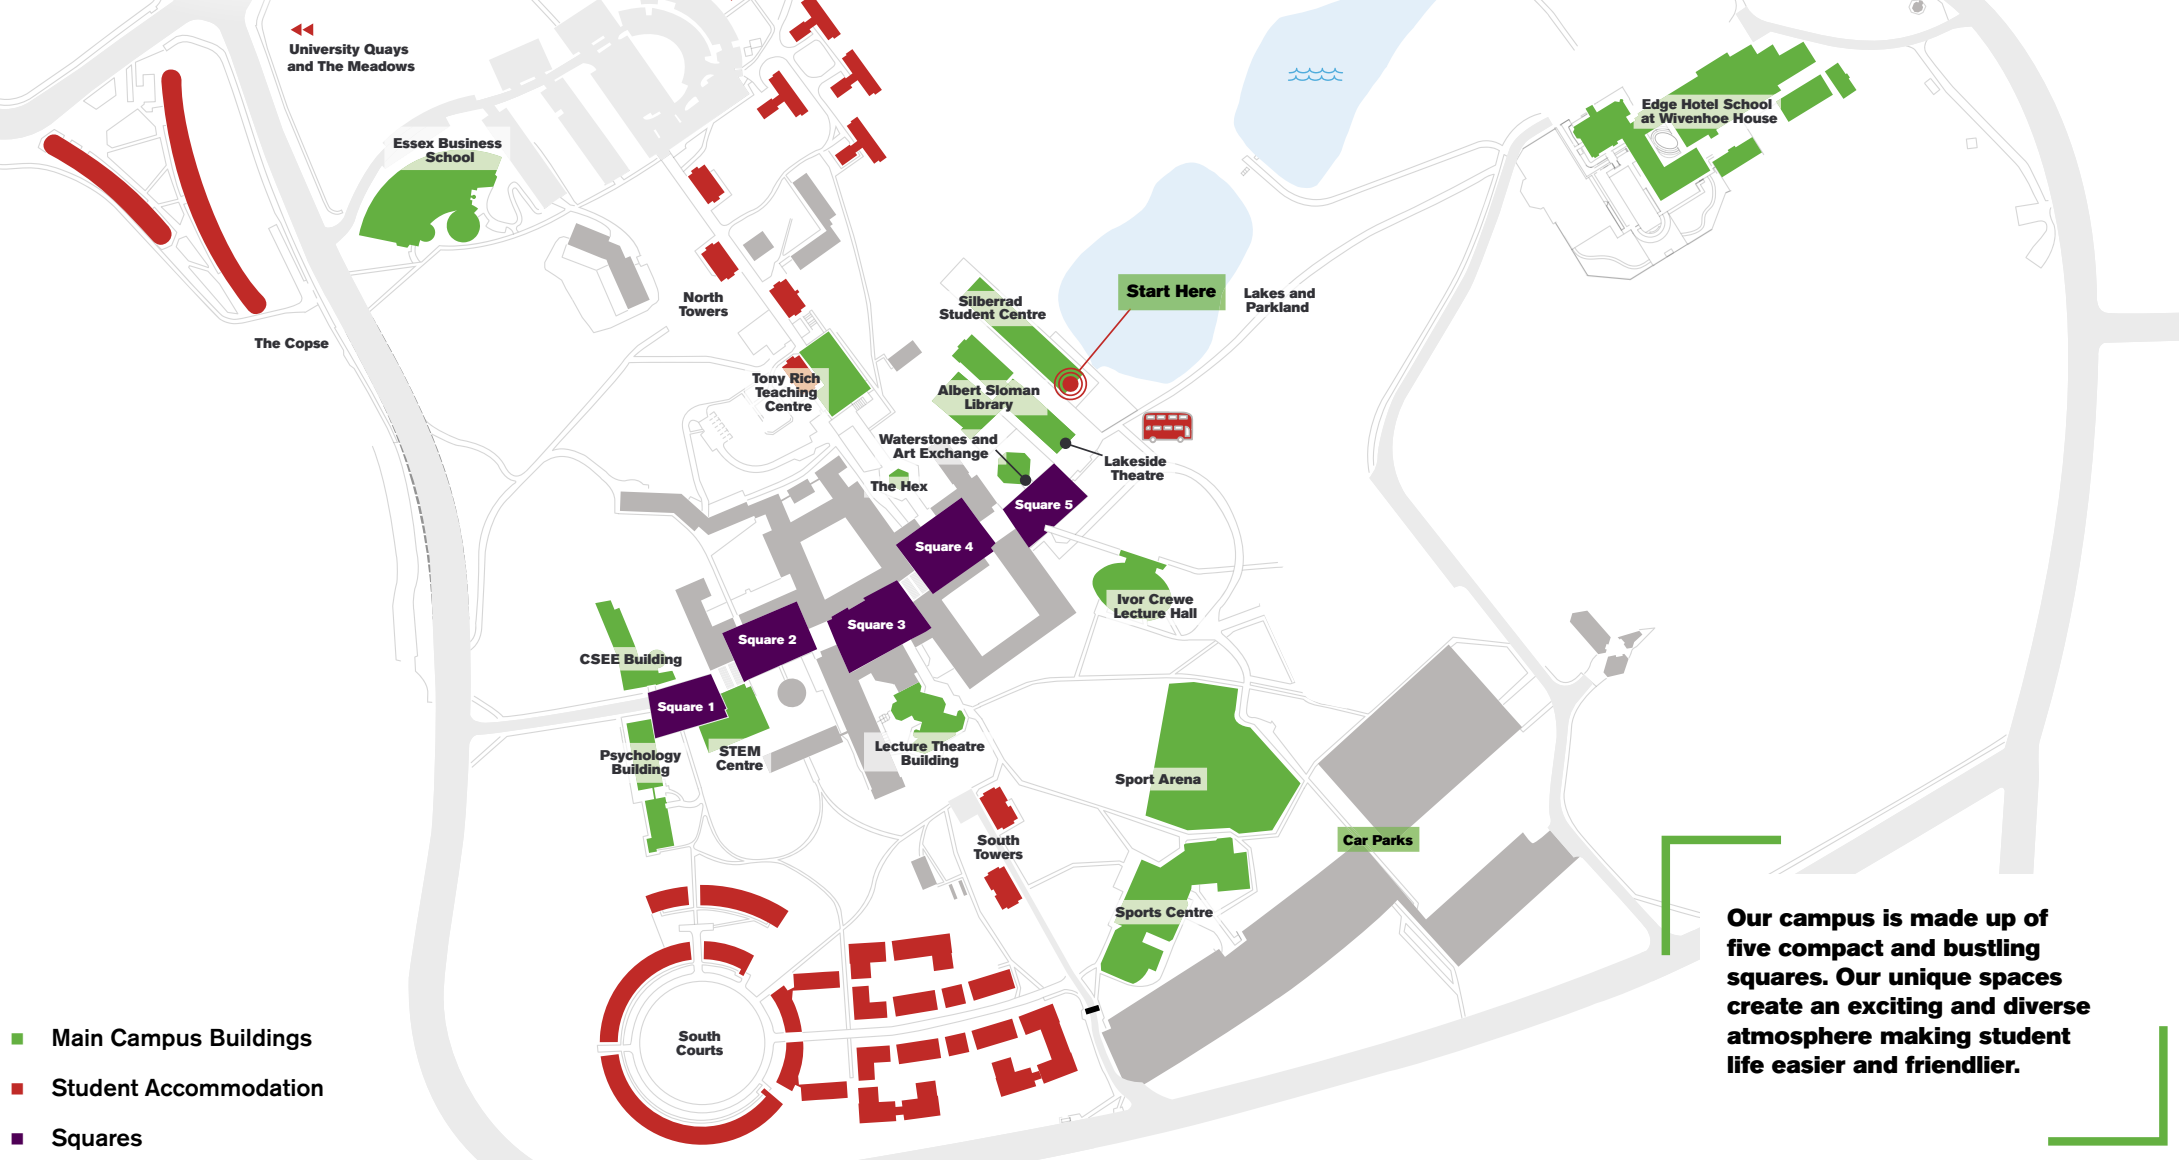 University Quays
and The Meadows
Essex Business
School
Edge Hotel School
at Wivenhoe House
North
Towers
Silberrad
Student Centre
Start Here
Lakes and
Parkland
The Copse
Tony Rich
Teaching
Centre
Albert Sloman
Library
Waterstones and
Art Exchange
Lakeside
Theatre
The Hex
Square 5
Square 4
Ivor Crewe
Lecture Hall
Square 3
Square 2
CSEE Building
Square 1
Psychology
Building
STEM
Centre
Lecture Theatre
Building
Sport Arena
South
Towers
Car Parks
Sports Centre
South
Courts
Our campus is made up of
five compact and bustling
squares. Our unique spaces
create an exciting and diverse
atmosphere making student
life easier and friendlier.
Main Campus Buildings
Student Accommodation
Squares